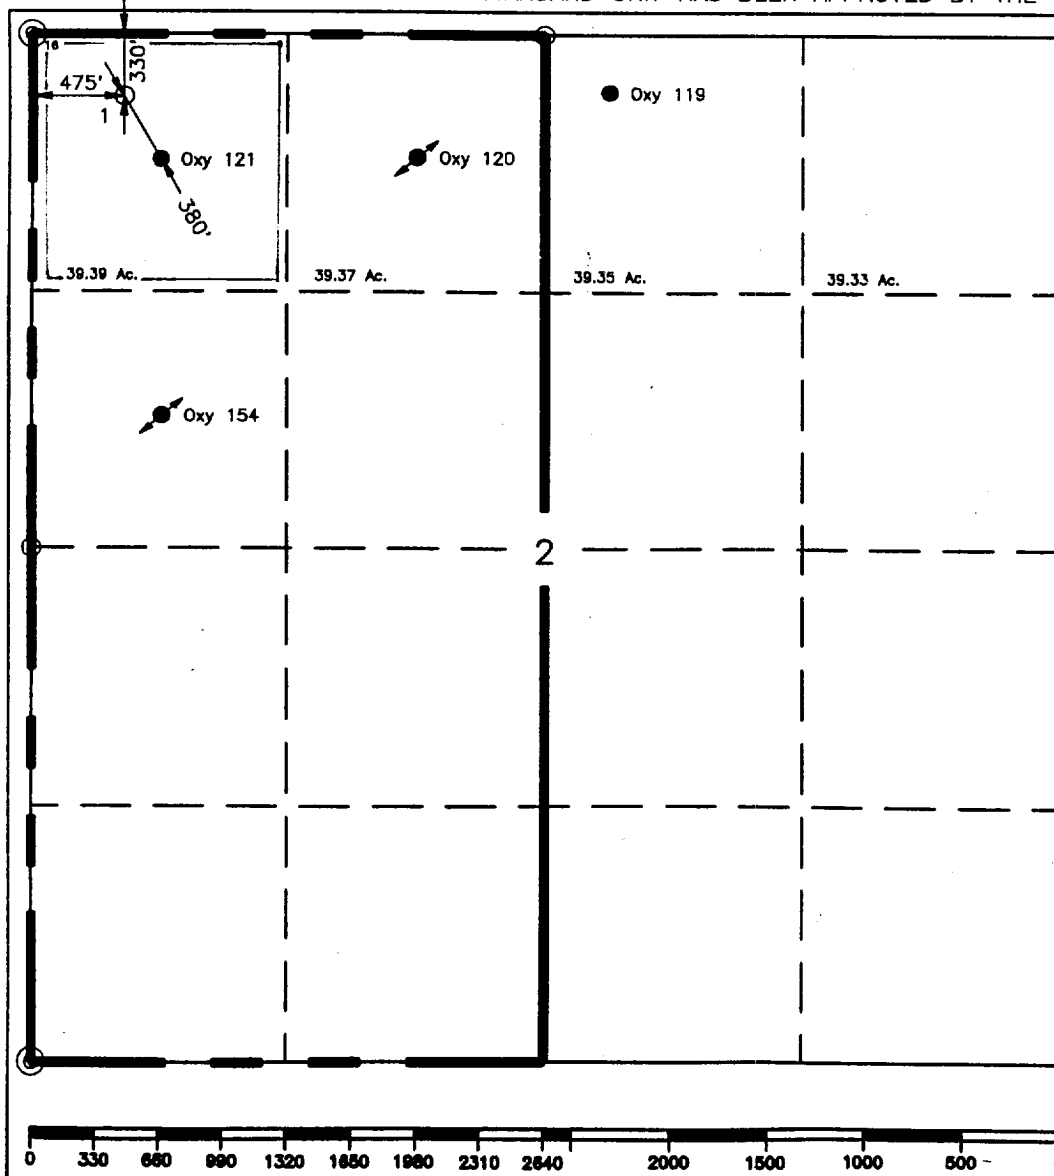 330'
475'
1
Oxy 119
Oxy 121
Oxy 120
380'
39.39 Ac.
39.37 Ac.
39.35 Ac.
39.33 Ac.
Oxy 154
2
0 330 660 990 1320 1650 1980 2310 2640 2000 1500 1000 500